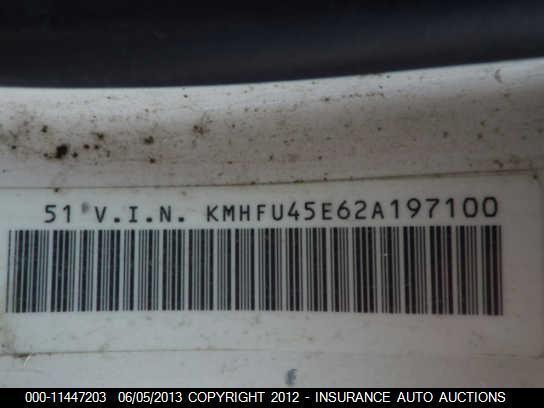 51 V.I.N. KMHFU45E62A197100
000-11447203 06/05/2013 COPYRIGHT 2012 - INSURANCE AUTO AUCTIONS